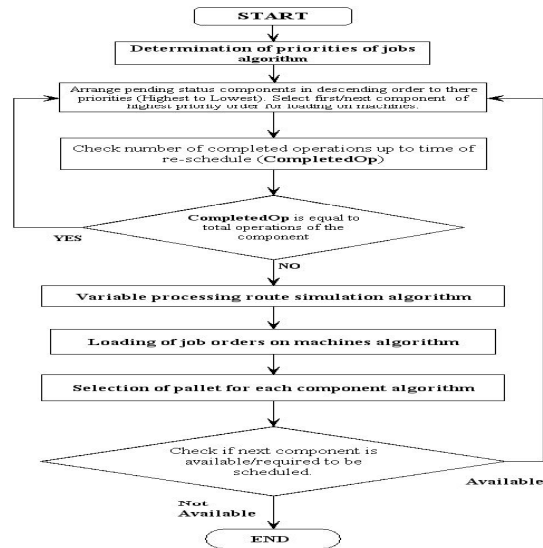 START
Determination of priorities of jobs
algorithm
Arrange pending status components in descending order to there
priorities (Highest to Lowest). Select first/next component of
highest priority order for loading on machines.
Check number of completed operations up to time of
re-schedule (CompletedOp)
CompletedOp is equal to
total operations of the
component
YES
NO
Variable processing route simulation algorithm
Loading of job orders on machines algorithm
Selection of pallet for each component algorithm
Check if next component is
available/required to be
scheduled.
Available
Not
Available
END